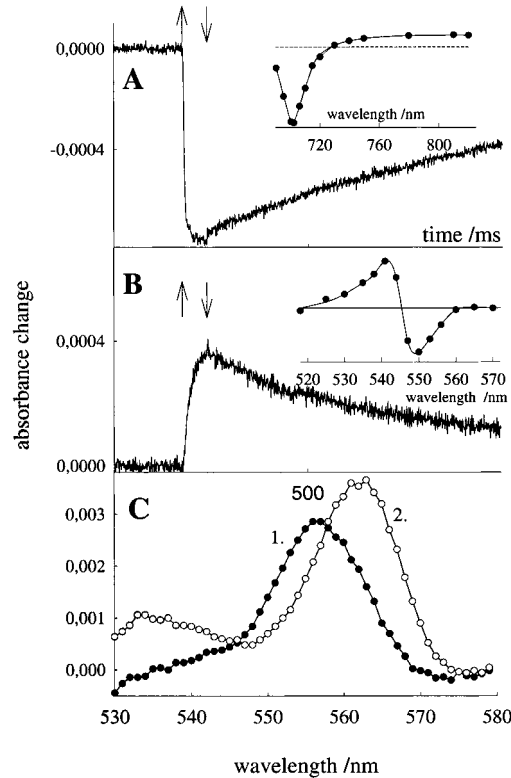 0,0000
A
-0,0004
wavelength /nm
720 760 800
time /ms
B
0,0004
0,0000
520 530 540 550 560 570
wavelength /nm
absorbance change
C
500
1.
2.
0,003
0,002
0,001
0,000
530 540 550 560 570 580
wavelength /nm